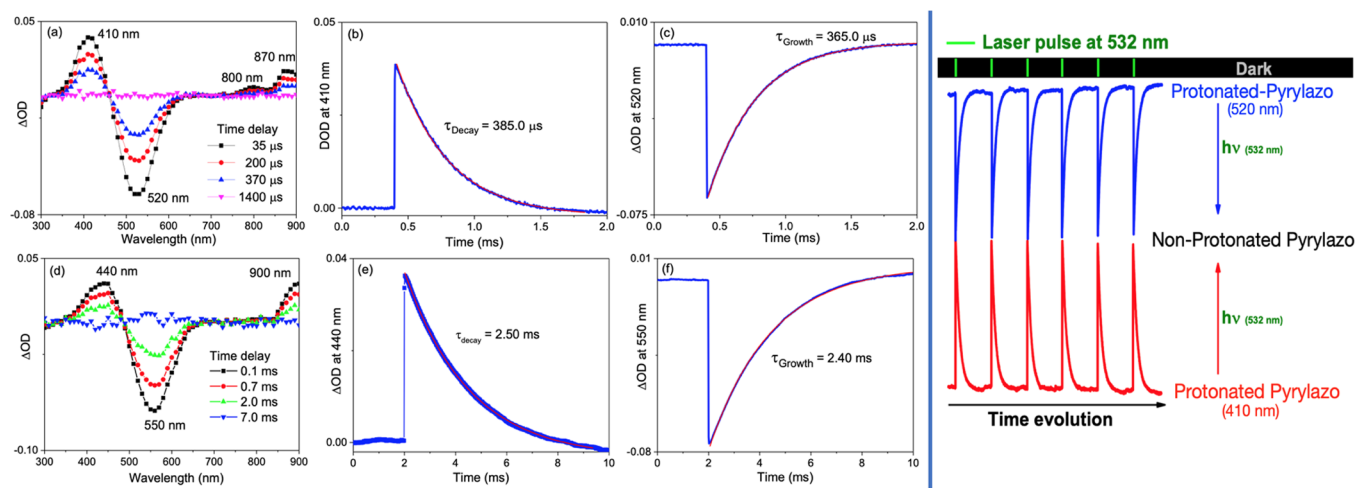 0.05
(a)
410 nm
870 nm
800 nm
ΔOD
Time delay
35 μs
200 μs
370 μs
1400 μs
520 nm
-0.08
300 400 500 600 700 800 900
Wavelength (nm)
0.05
(b)
DOD at 410 nm
τDecay = 385.0 μs
0.00
0.0 0.5 1.0 1.5 2.0
Time (ms)
0.010
(c)
τGrowth = 365.0 μs
ΔOD at 520 nm
-0.075
0.0 0.5 1.0 1.5 2.0
Time (ms)
0.05
(d)
440 nm
900 nm
ΔOD
Time delay
0.1 ms
0.7 ms
2.0 ms
7.0 ms
550 nm
-0.10
300 400 500 600 700 800 900
Wavelength (nm)
0.04
(e)
ΔOD at 440 nm
τdecay = 2.50 ms
0.00
0 2 4 6 8 10
Time (ms)
0.01
(f)
ΔOD at 550 nm
τGrowth = 2.40 ms
-0.08
0 2 4 6 8 10
Time (ms)
Laser pulse at 532 nm
Dark
Protonated-Pyrylazo
(520 nm)
hν (532 nm)
Non-Protonated Pyrylazo
hν (532 nm)
Protonated Pyrylazo
(410 nm)
Time evolution